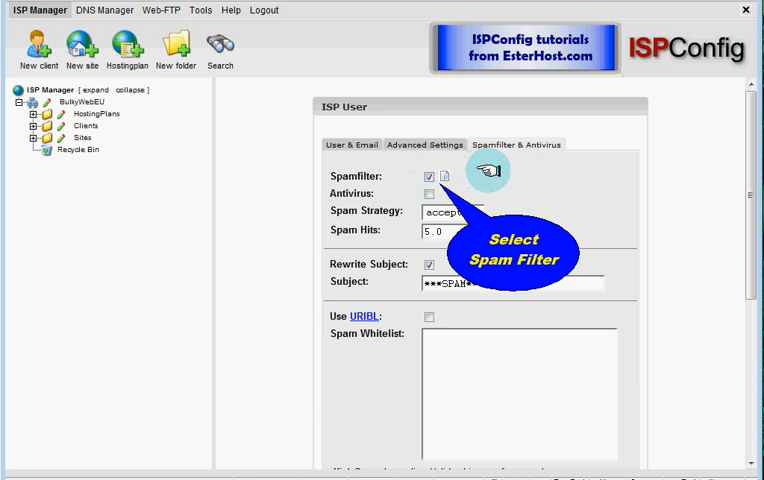 ISP Manager DNS Manager Web-FTP Tools Help Logout
New client New site Hostingplan New folder Search
ISPConfig tutorials
from EsterHost.com
ISPConfig
ISP Manager [ expand collapse ]
BulkyWebEU
HostingPlans
Clients
Sites
Recycle Bin
ISP User
User & Email Advanced Settings Spamfilter & Antivirus
Spamfilter:
Antivirus:
Spam Strategy: accept
Spam Hits: 5.0
Select
Spam Filter
Rewrite Subject:
Subject: ***SPAM*
Use URIBL:
Spam Whitelist: